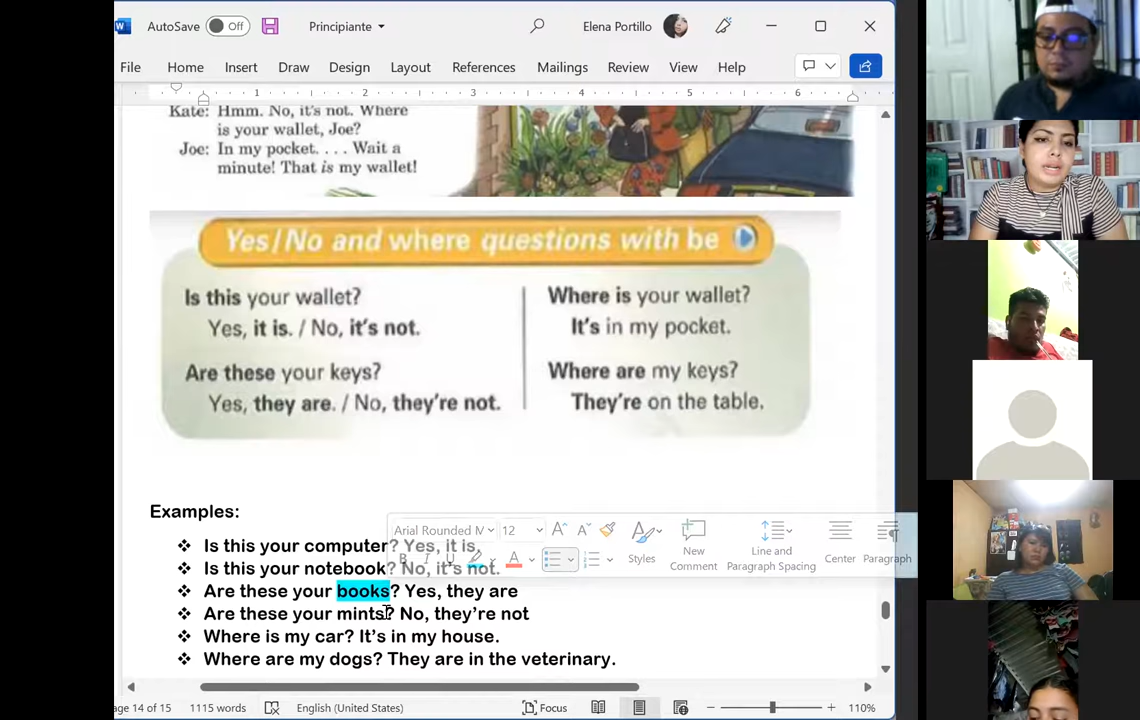 AutoSave Off Principiante Elena Portillo
File Home Insert Draw Design Layout References Mailings Review View Help
1 2 3 4 5 6
Kate: Hmm. No, it's not. Where
is your wallet, Joe?
Joe: In my pocket. . . . Wait a
minute! That is my wallet!
Yes/No and where questions with be
Is this your wallet?
Yes, it is. / No, it's not.
Are these your keys?
Yes, they are. / No, they're not.
Where is your wallet?
It's in my pocket.
Where are my keys?
They're on the table.
Examples:
Arial Rounded M 12
Styles New Comment Line and Paragraph Spacing Center Paragraph
❖ Is this your computer? Yes, it is.
❖ Is this your notebook? No, it's not.
❖ Are these your books? Yes, they are
❖ Are these your mints? No, they're not
❖ Where is my car? It's in my house.
❖ Where are my dogs? They are in the veterinary.
age 14 of 15 1115 words English (United States) Focus 110%